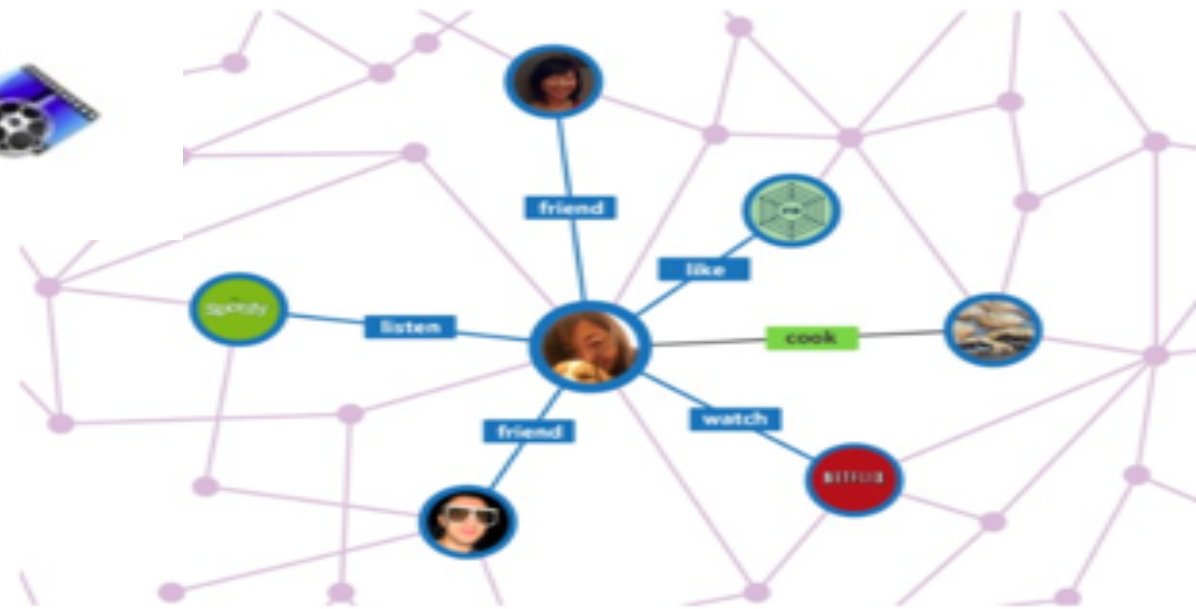 friend
like
Spotify
listen
cook
friend
watch
NETFLIX